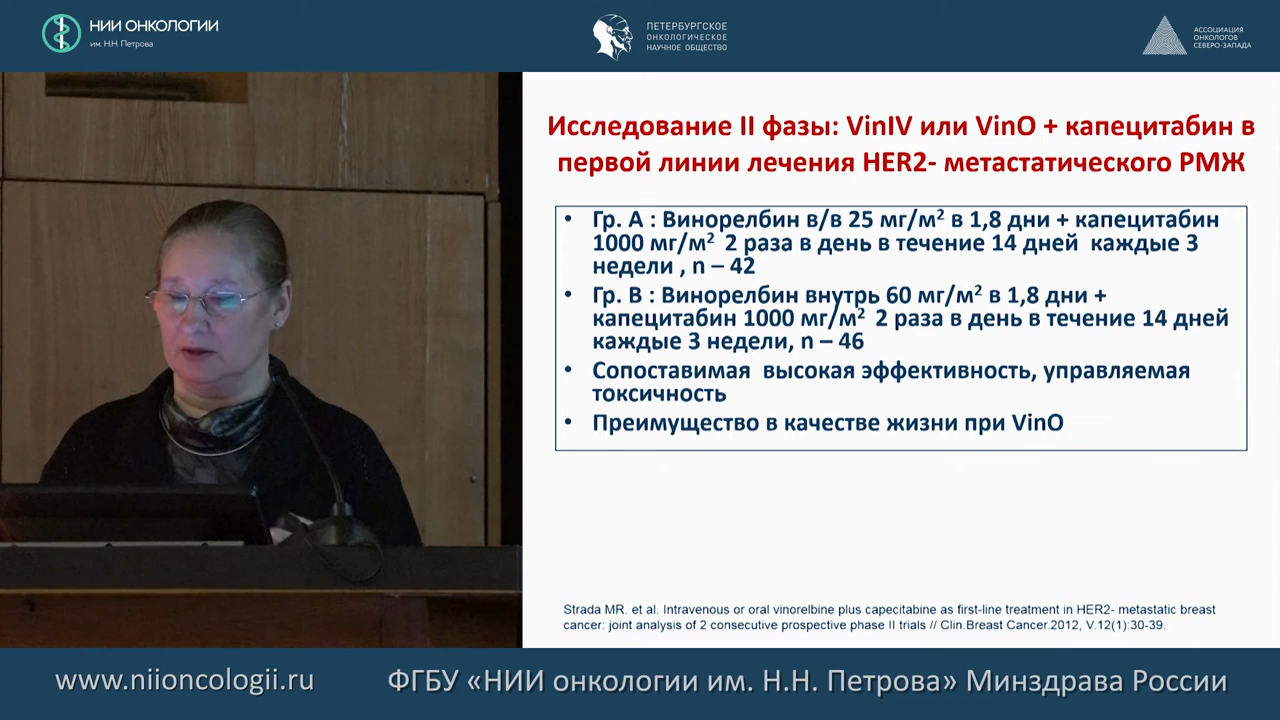 НИИ ОНКОЛОГИИ
им. Н.Н. Петрова
ПЕТЕРБУРГСКОЕ
ОНКОЛОГИЧЕСКОЕ
НАУЧНОЕ ОБЩЕСТВО
АССОЦИАЦИЯ
ОНКОЛОГОВ
СЕВЕРО-ЗАПАДА
Исследование II фазы: VinIV или VinO + капецитабин в
первой линии лечения HER2- метастатического РМЖ
• Гр. А : Винорелбин в/в 25 мг/м² в 1,8 дни + капецитабин
1000 мг/м² 2 раза в день в течение 14 дней каждые 3
недели , n – 42
• Гр. В : Винорелбин внутрь 60 мг/м² в 1,8 дни +
капецитабин 1000 мг/м² 2 раза в день в течение 14 дней
каждые 3 недели, n – 46
• Сопоставимая высокая эффективность, управляемая
токсичность
• Преимущество в качестве жизни при VinO
Strada MR. et al. Intravenous or oral vinorelbine plus capecitabine as first-line treatment in HER2- metastatic breast
cancer: joint analysis of 2 consecutive prospective phase II trials // Clin.Breast Cancer.2012, V.12(1):30-39.
www.niioncologii.ru
ФГБУ «НИИ онкологии им. Н.Н. Петрова» Минздрава России